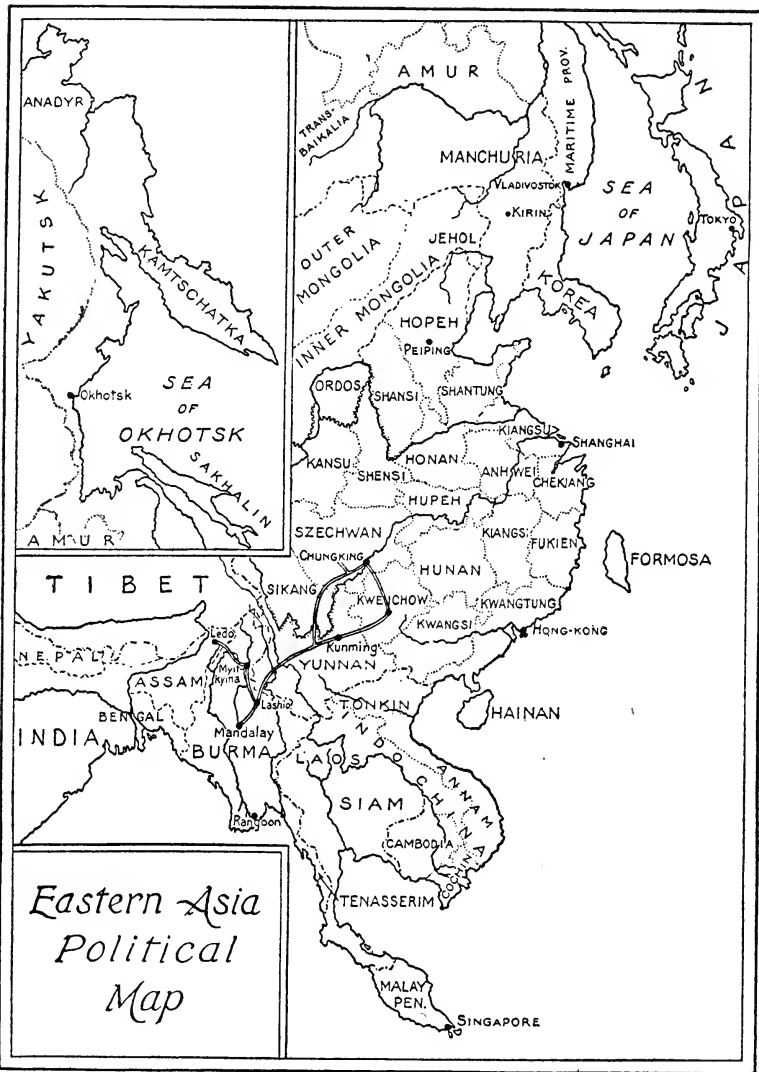 ANADYR
YAKUTSK
KAMTSCHATKA
Okhotsk
SEA
OF
OKHOTSK
SAKHALIN
AMUR
AMUR
TRANS-
BAIKALIA
MANCHURIA
MARITIME PROV.
VLADIVOSTOK
KIRIN
SEA
OF
JAPAN
JAPAN
TOKYO
OUTER
MONGOLIA
INNER MONGOLIA
JEHOL
KOREA
HOPEH
PEIPING
ORDOS
SHANSI
SHANTUNG
KIANGSU
SHANGHAI
KANSU
SHENSI
HONAN
ANHWEI
CHEKIANG
HUPEH
SZECHWAN
CHUNGKING
KIANGSI
FUKIEN
HUNAN
FORMOSA
TIBET
SIKANG
KWEICHOW
KWANGTUNG
KWANGSI
HONG-KONG
Ledo
Kunming
NEPAL
YUNNAN
ASSAM
Myit
kyina
Lashio
TONKIN
HAINAN
BENGAL
INDIA
Mandalay
BURMA
INDO CHINA
LAOS
ANNAM
SIAM
Rangoon
CAMBODIA
COCHIN
TENASSERIM
Eastern Asia
Political
Map
MALAY
PEN.
SINGAPORE